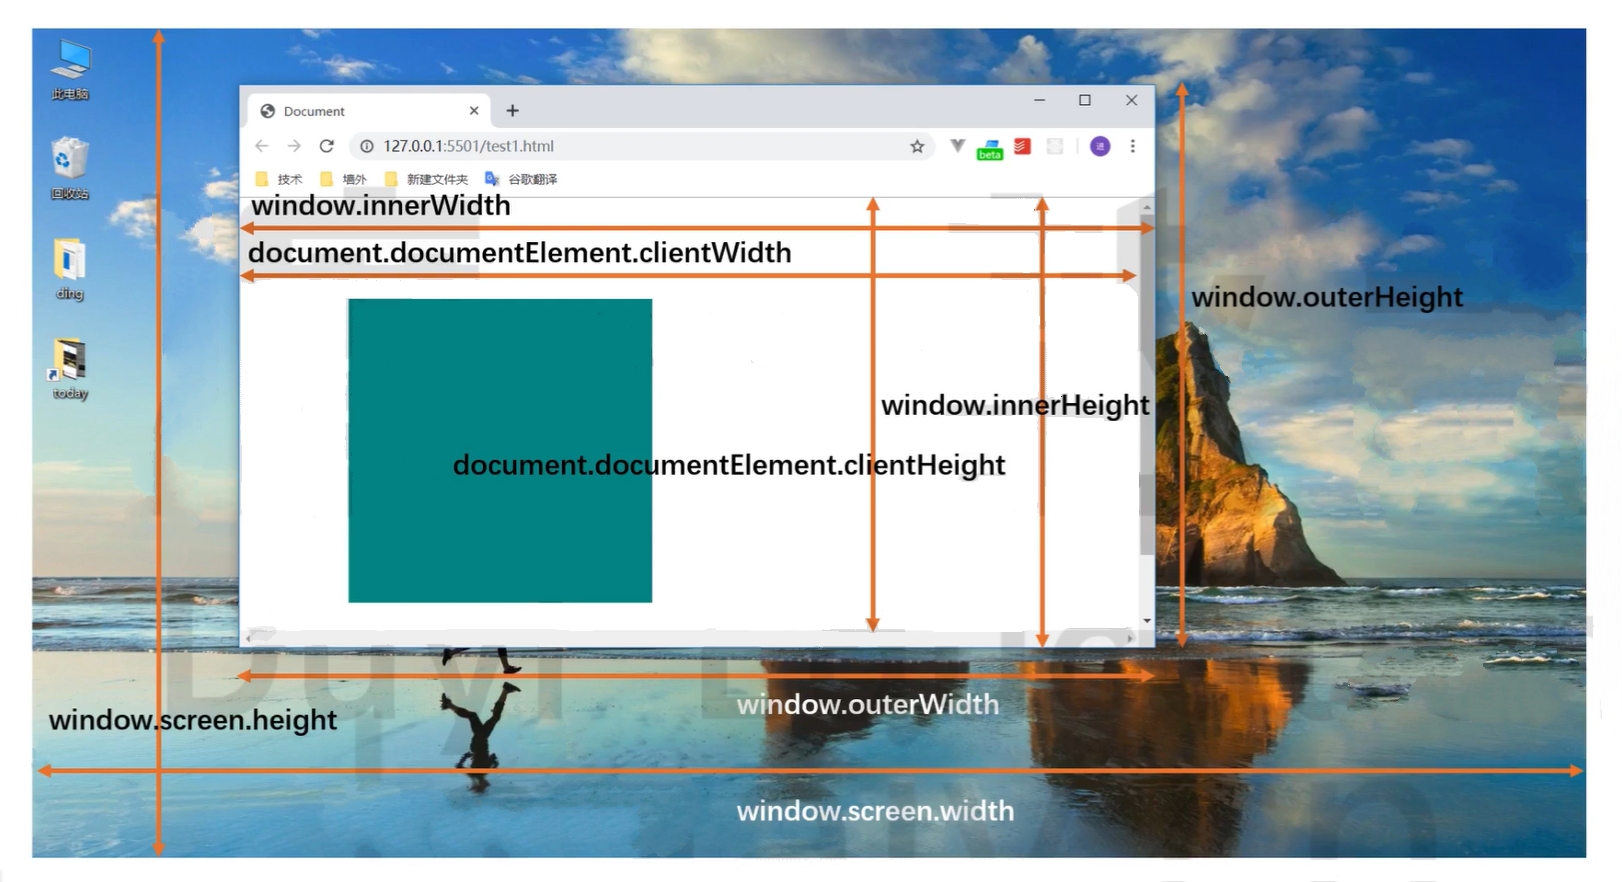 此电脑
回收站
ding
today
Document
127.0.0.1:5501/test1.html
beta
进
技术
墙外
新建文件夹
谷歌翻译
window.innerWidth
document.documentElement.clientWidth
window.outerHeight
window.innerHeight
document.documentElement.clientHeight
window.outerWidth
window.screen.height
window.screen.width